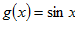 g(x) = sin x